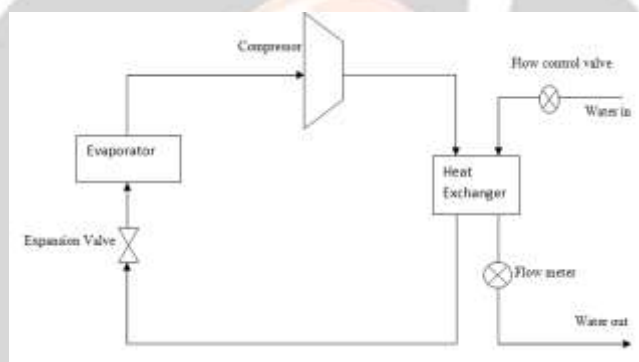 Compressor
Flow control valve
Water in
Evaporator
Heat
Exchanger
Expansion Valve
Flow meter
Water out